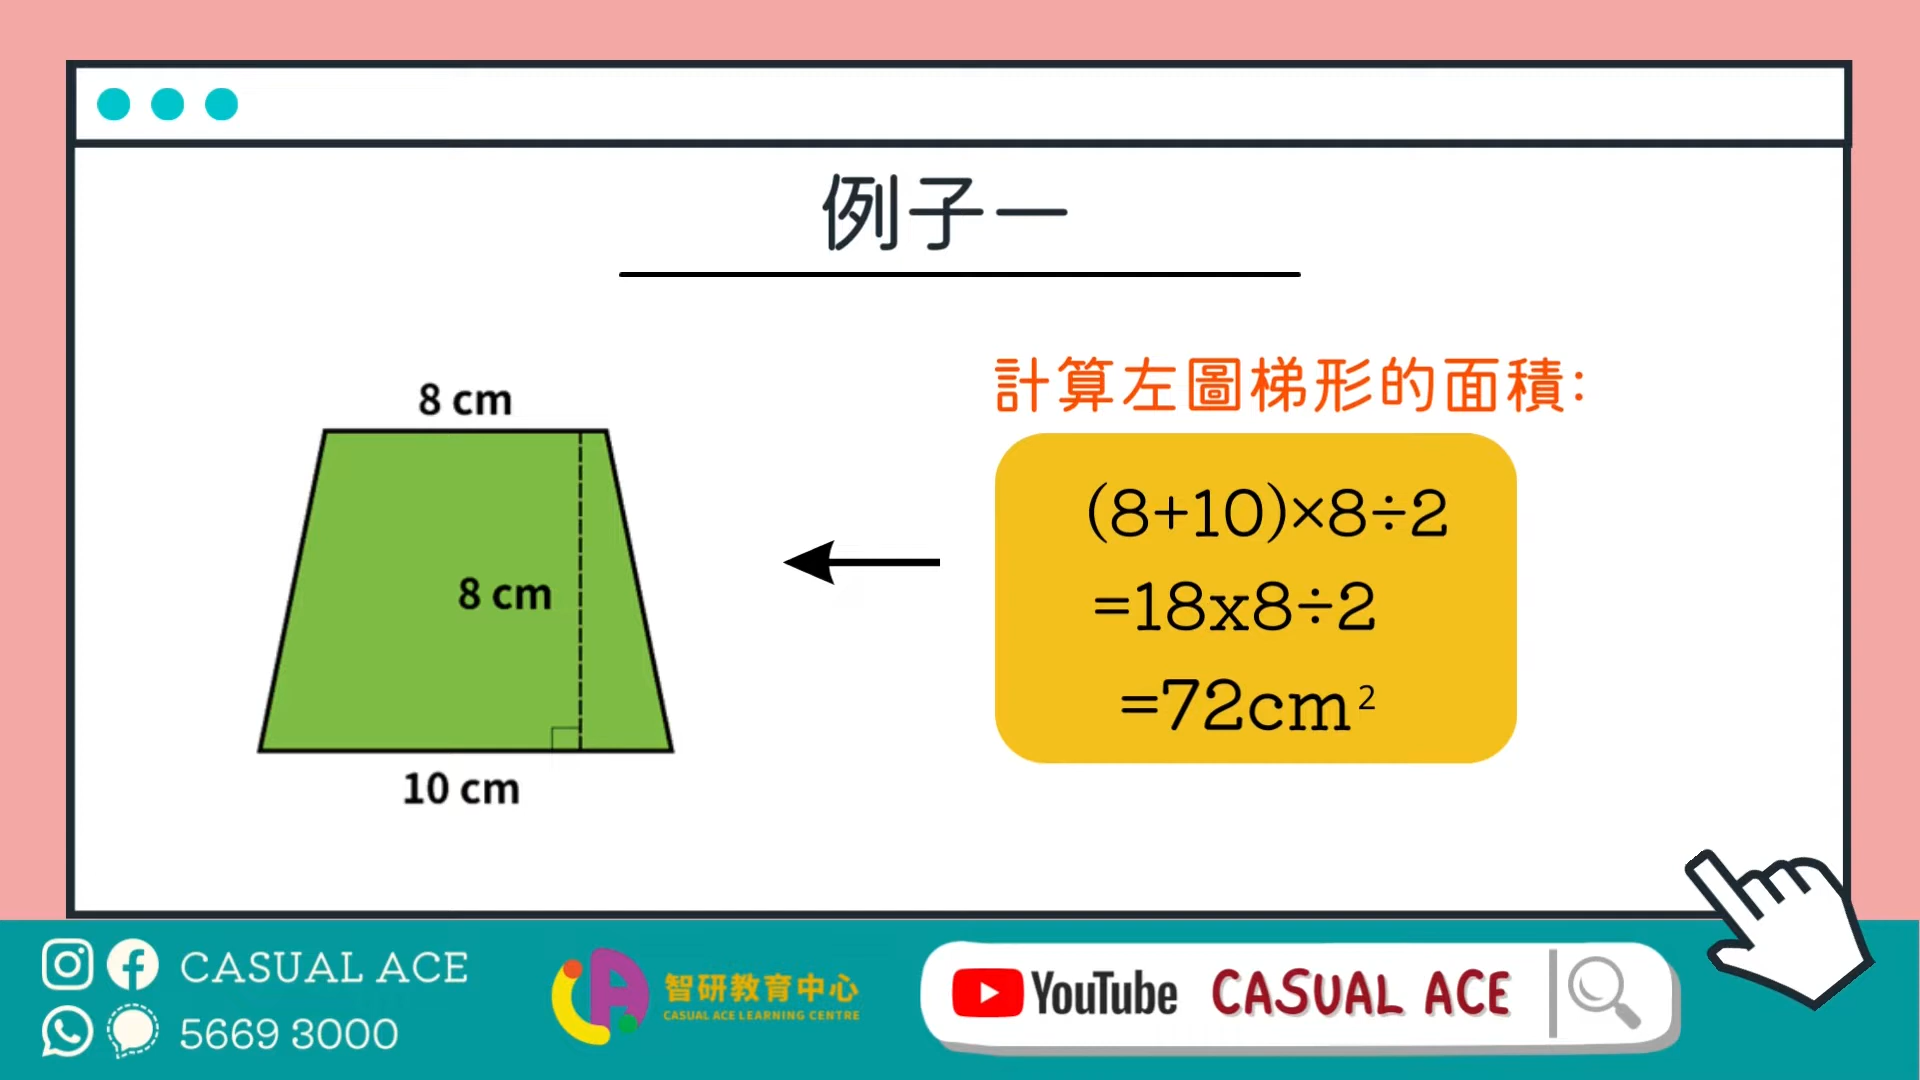 例子一
8 cm
8 cm
10 cm
計算左圖梯形的面積:
(8+10)×8÷2
=18x8÷2
=72cm²
CASUAL ACE
5669 3000
智研教育中心
CASUAL ACE LEARNING CENTRE
YouTube CASUAL ACE